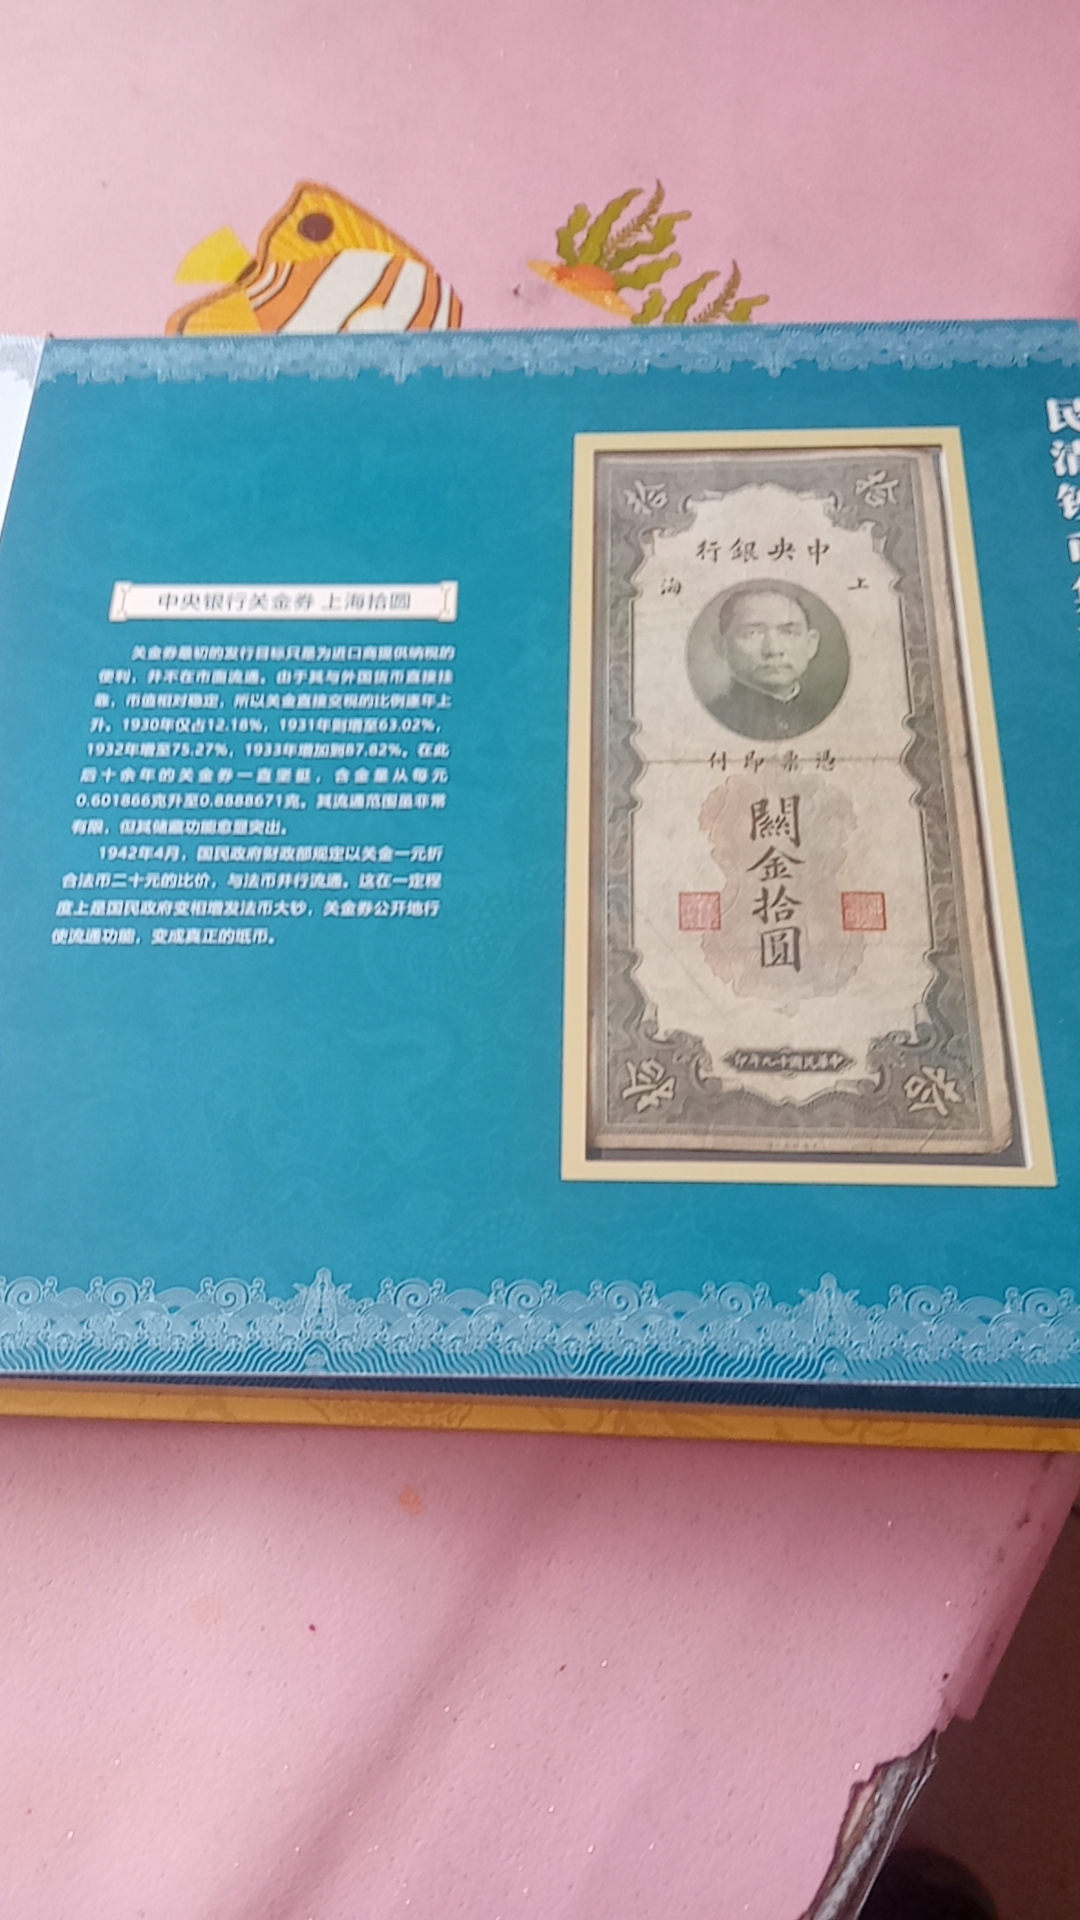 中央银行关金券 上海拾圆
关金券最初的发行目标只是为进口商提供纳税的
便利，并不在市面流通。由于其与外国货币直接挂
靠，币值相对稳定，所以关金直接交税的比例逐年上
升。1930年仅占12.18%，1931年则增至63.02%，
1932年增至75.27%，1933年增加到87.82%。在此
后十余年的关金券一直坚挺，含金量从每元
0.601866克升至0.8888671克。其流通范围虽非常
有限，但其储藏功能愈显突出。
1942年4月，国民政府财政部规定以关金一元折
合法币二十元的比价，与法币并行流通。这在一定程
度上是国民政府变相增发法币大钞，关金券公开地行
使流通功能，变成真正的纸币。
拾 拾
行銀央中
海 上
付即票憑
關金拾圓
印年九十國民華中
拾 拾
民
清